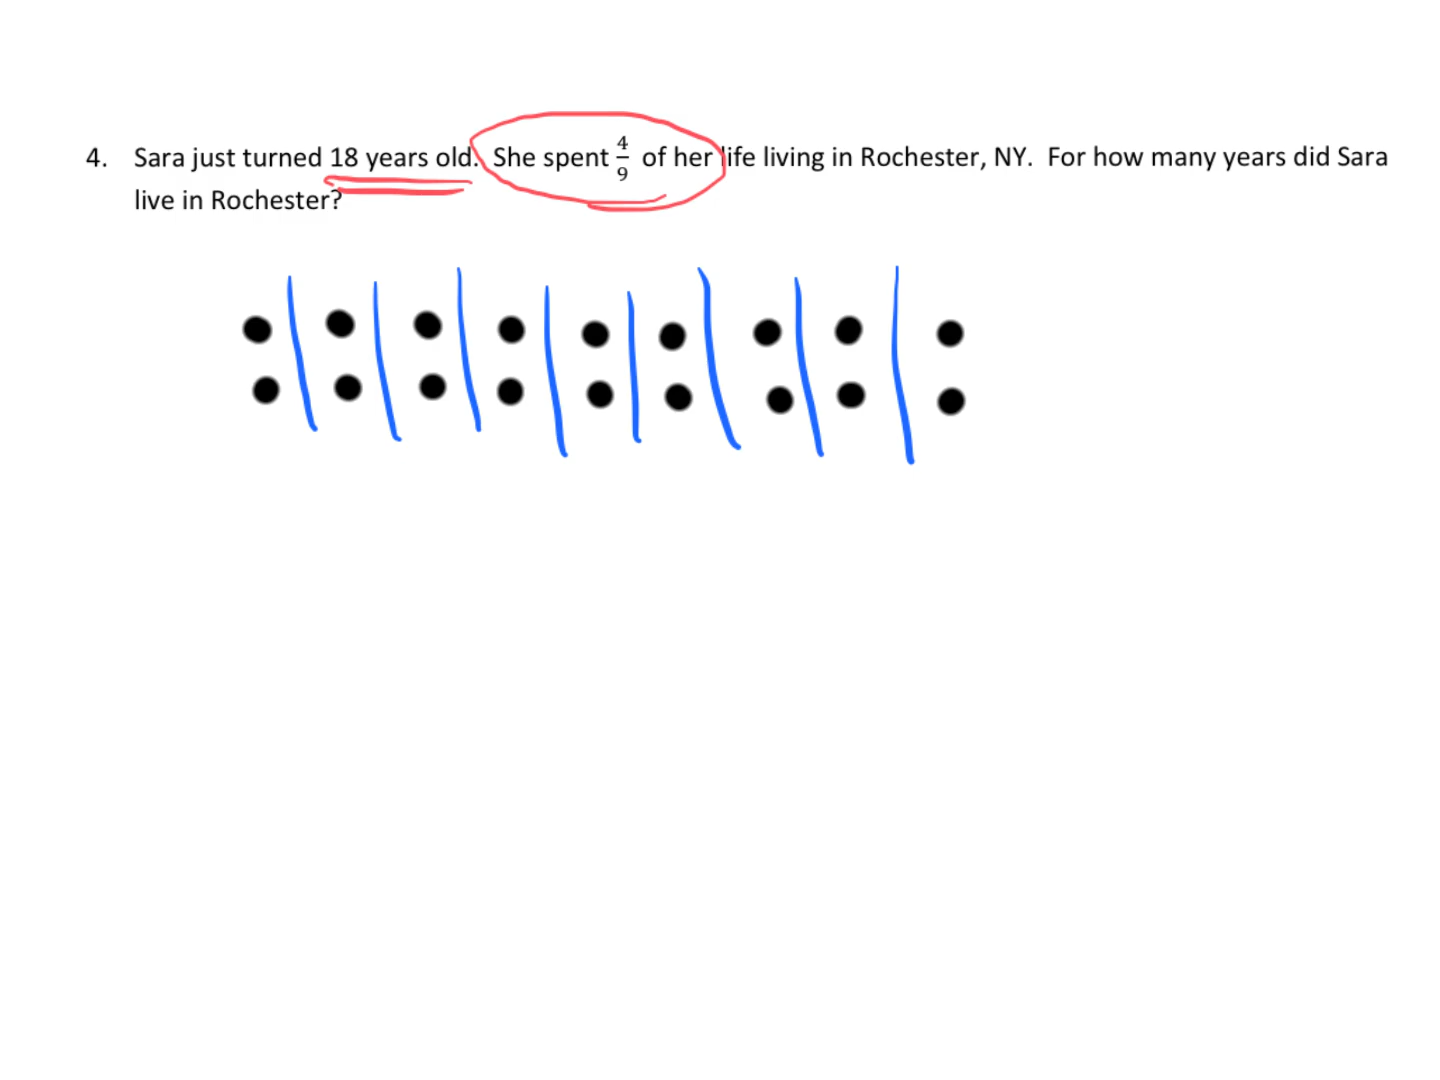 4. Sara just turned 18 years old. She spent 4/9 of her life living in Rochester, NY. For how many years did Sara
live in Rochester?